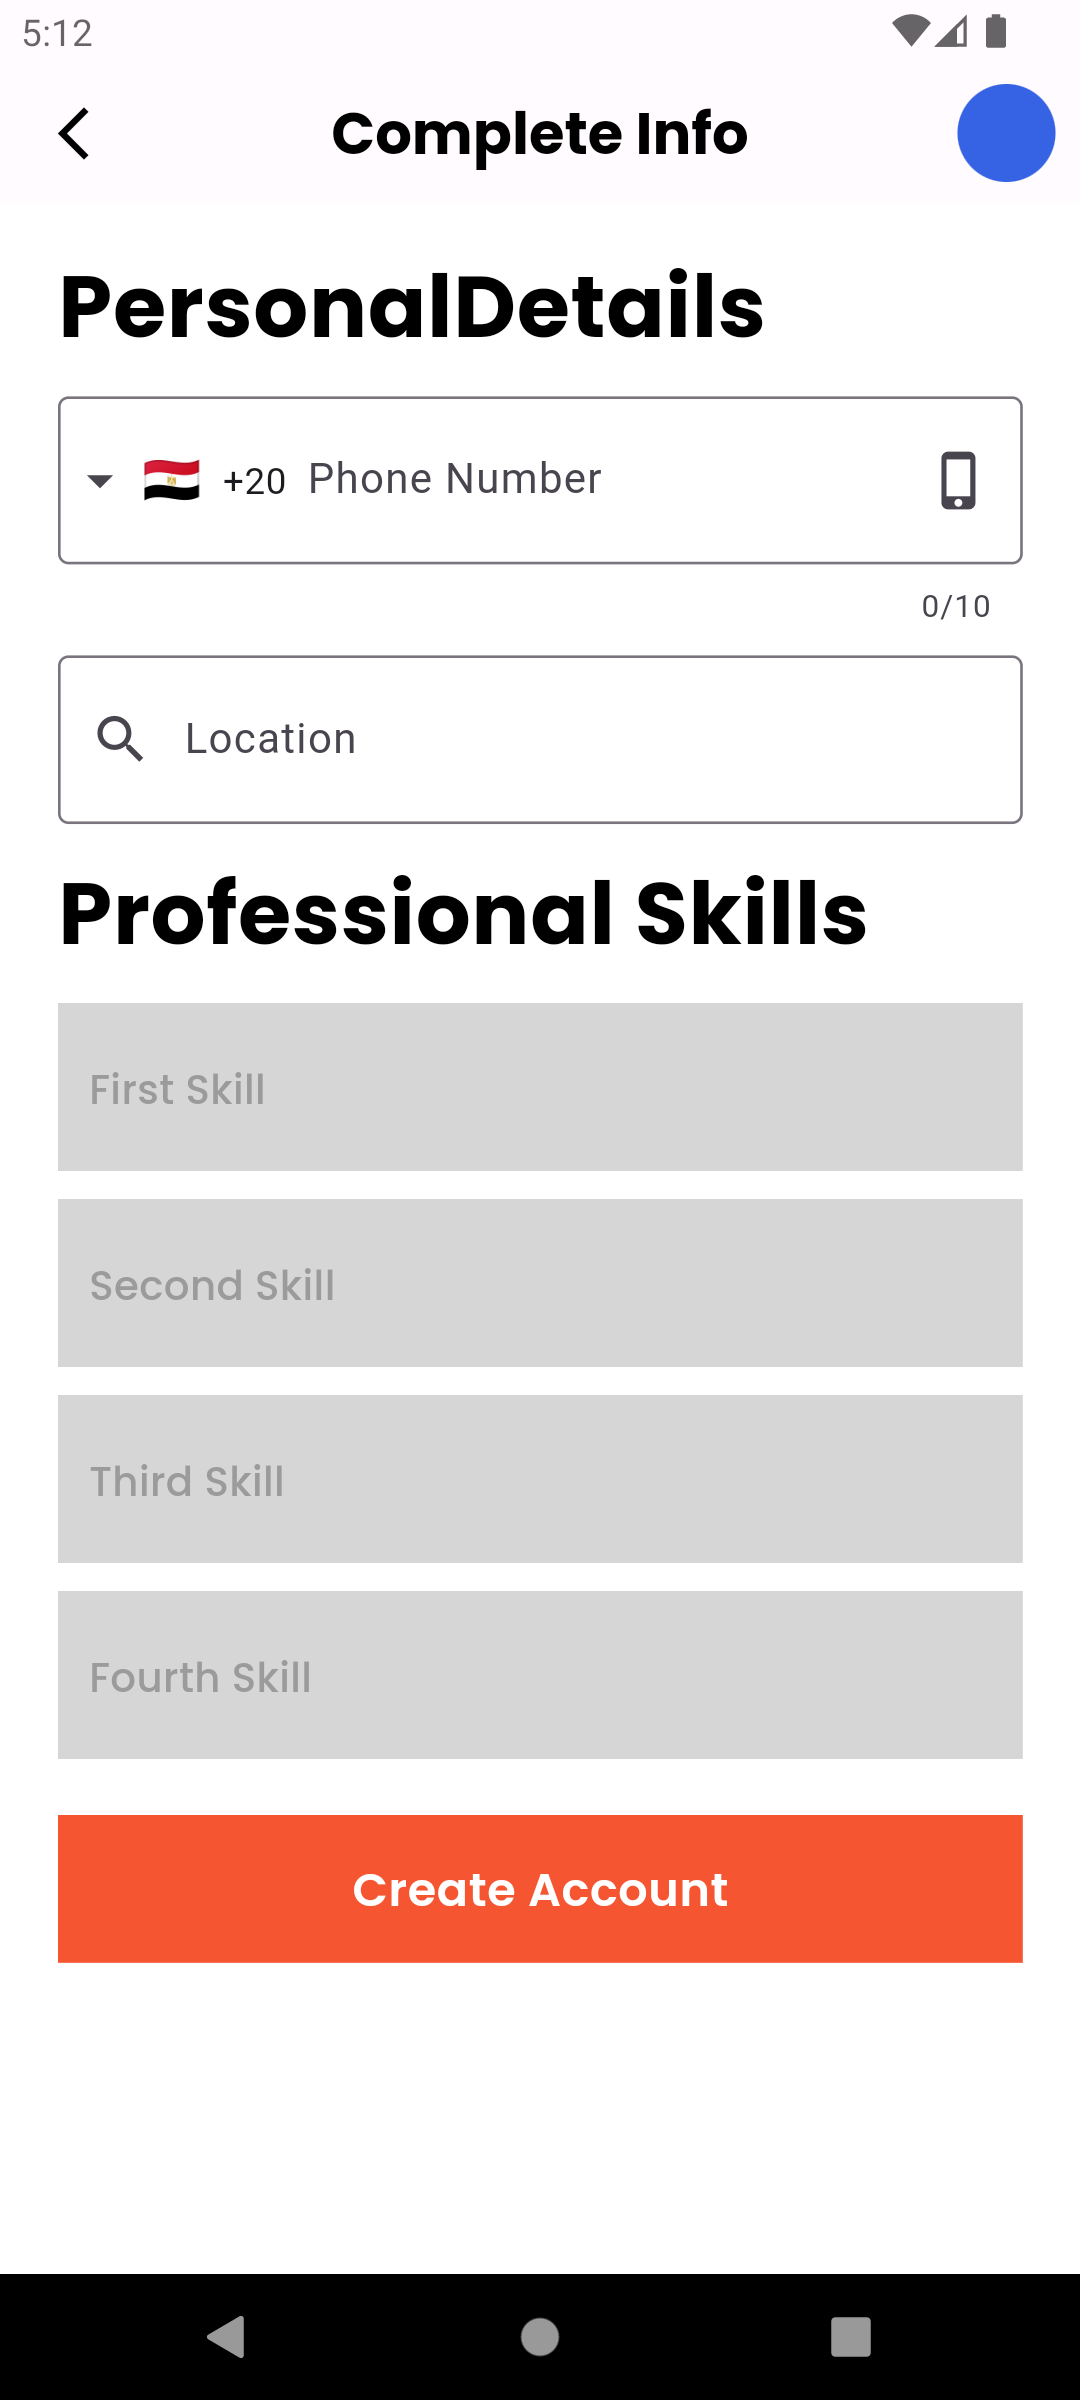 5:12
Complete Info
PersonalDetails
+20 Phone Number
0/10
Location
Professional Skills
First Skill
Second Skill
Third Skill
Fourth Skill
Create Account